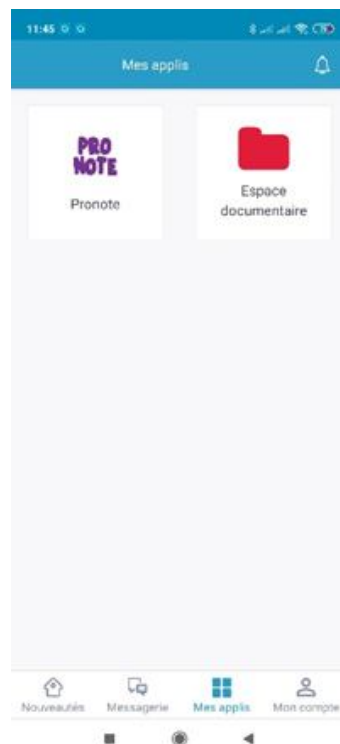 11:45
Mes applis
PRO
NOTE
Pronote
Espace
documentaire
Nouveautés
Messagerie
Mes applis
Mon compte